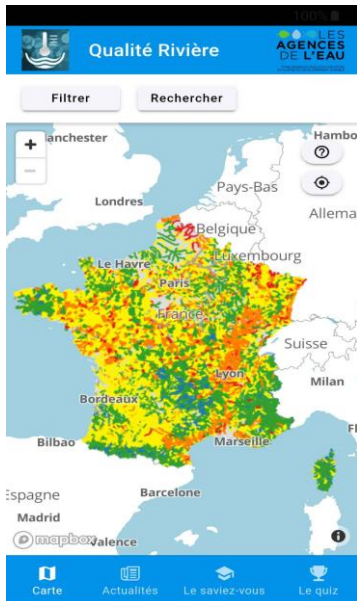 100%
Qualité Rivière
LES
AGENCES
DE L'EAU
Filtrer
Rechercher
+
anchester
Hambo
Pays-Bas
Londres
Allema
Belgique
Luxembourg
Le Havre
Paris
France
Suisse
Lyon
Milan
Bordeaux
Fl
Bilbao
Marseille
Espagne
Barcelone
Madrid
mapbox
Valence
Carte
Actualités
Le saviez-vous
Le quiz